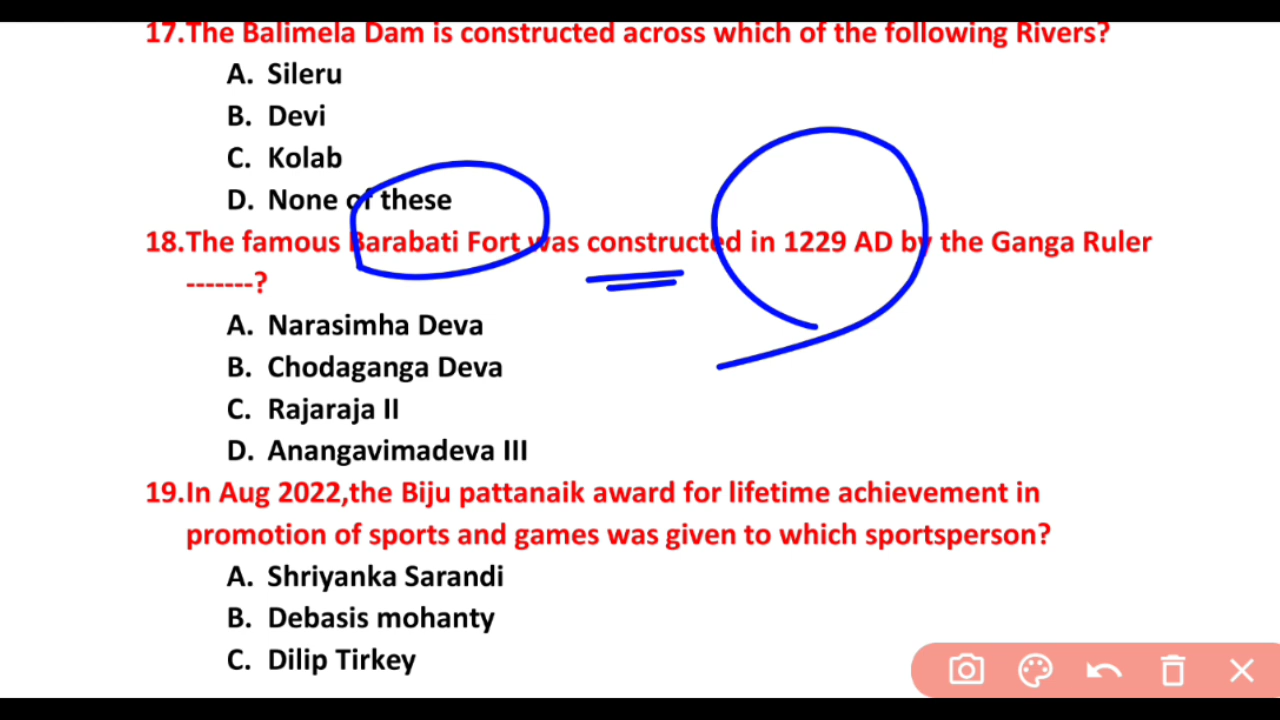 17.The Balimela Dam is constructed across which of the following Rivers?
A. Sileru
B. Devi
C. Kolab
D. None of these
18.The famous Barabati Fort was constructed in 1229 AD by the Ganga Ruler
-------?
A. Narasimha Deva
B. Chodaganga Deva
C. Rajaraja II
D. Anangavimadeva III
19.In Aug 2022,the Biju pattanaik award for lifetime achievement in
promotion of sports and games was given to which sportsperson?
A. Shriyanka Sarandi
B. Debasis mohanty
C. Dilip Tirkey